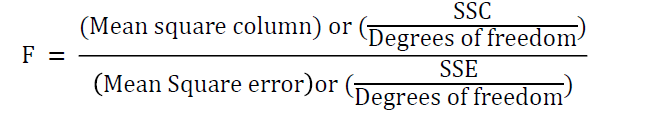 F = (Mean square column) or (SSC / Degrees of freedom)
(Mean Square error)or (SSE / Degrees of freedom)